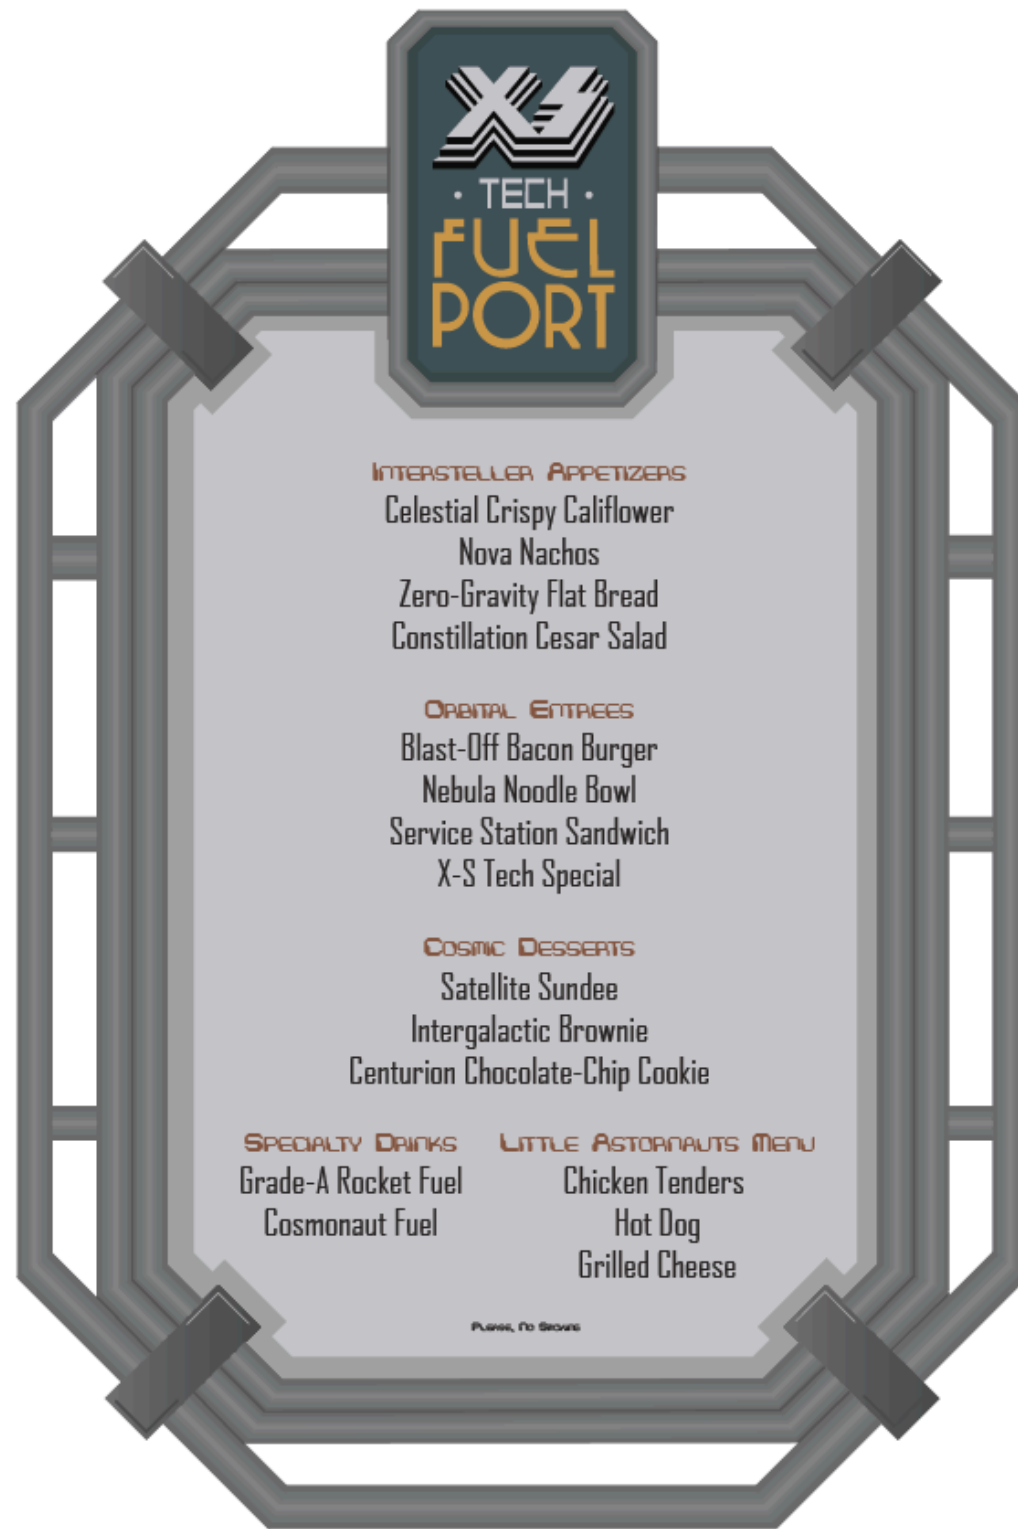 XS
· TECH ·
FUEL
PORT
INTERSTELLER APPETIZERS
Celestial Crispy Califlower
Nova Nachos
Zero-Gravity Flat Bread
Constillation Cesar Salad
ORBITAL ENTREES
Blast-Off Bacon Burger
Nebula Noodle Bowl
Service Station Sandwich
X-S Tech Special
COSMIC DESSERTS
Satellite Sundee
Intergalactic Brownie
Centurion Chocolate-Chip Cookie
SPECIALTY DRINKS
Grade-A Rocket Fuel
Cosmonaut Fuel
LITTLE ASTORNAUTS MENU
Chicken Tenders
Hot Dog
Grilled Cheese
PLEASE, NO